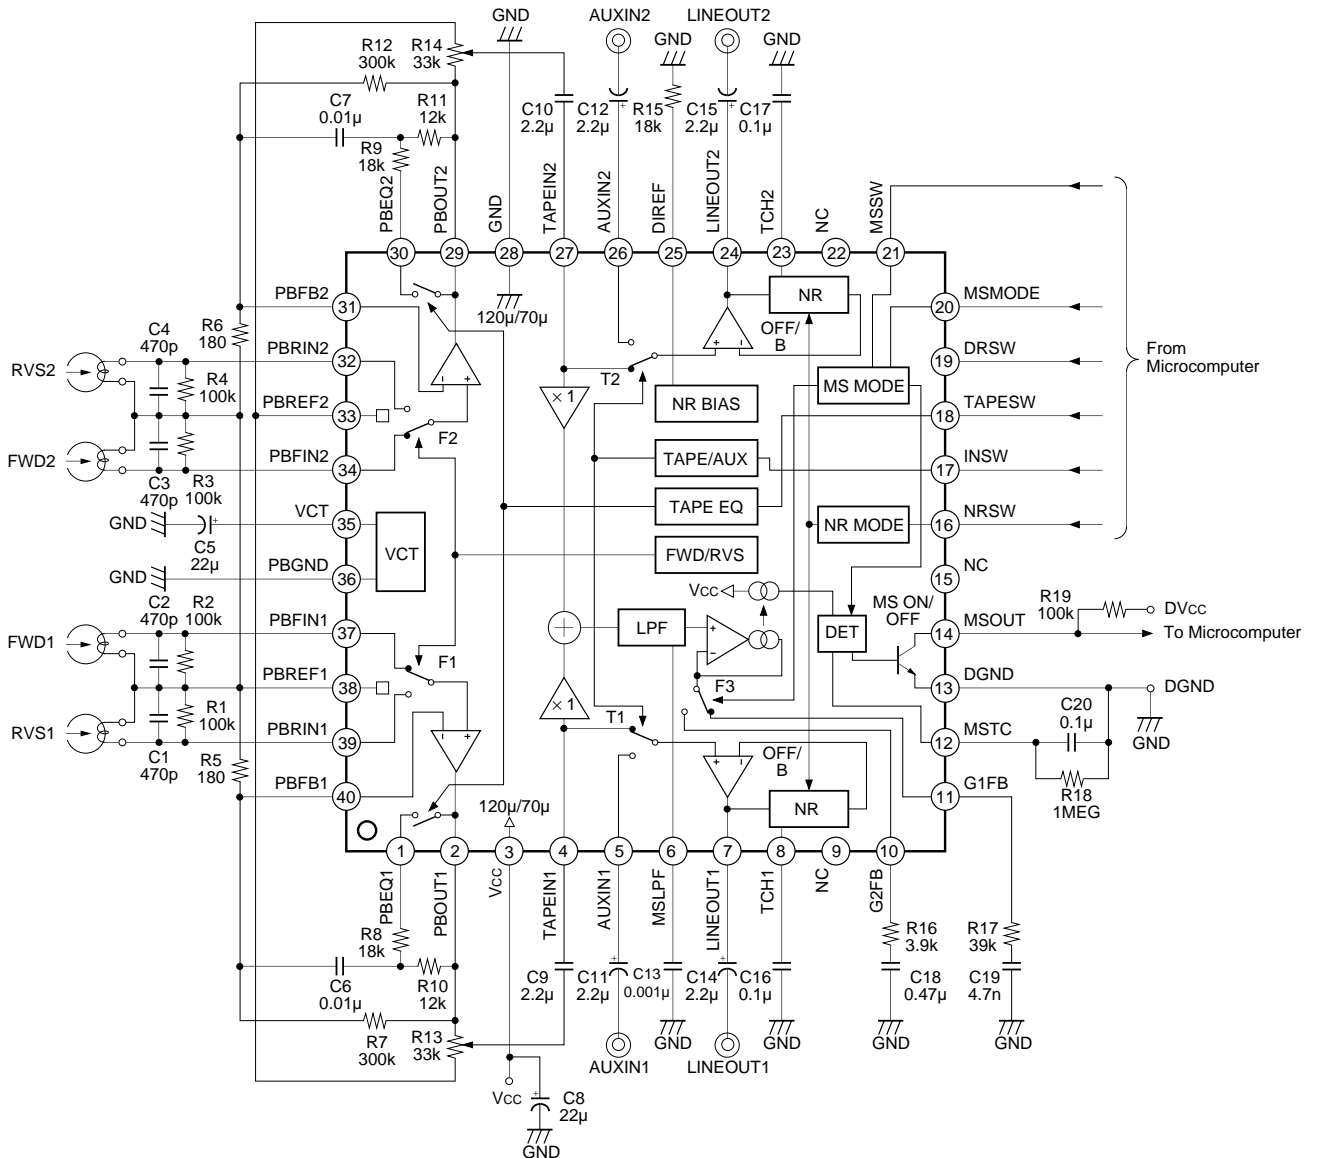 GND
AUXIN2
LINEOUT2
GND
GND
R12
300k
R14
33k
C7
0.01µ
R11
12k
R9
18k
C10
2.2µ
C12
2.2µ
+
R15
18k
C15
2.2µ
+
C17
0.1µ
PBEQ2
PBOUT2
GND
TAPEIN2
AUXIN2
DIREF
LINEOUT2
TCH2
NC
MSSW
30
29
28
27
26
25
24
23
22
21
PBFB2
31
120µ/70µ
NR
OFF/
B
20
MSMODE
C4
470p
R6
180
RVS2
PBRIN2
32
R4
100k
T2
19
DRSW
From
Microcomputer
× 1
MS MODE
NR BIAS
PBREF2
33
F2
18
TAPESW
FWD2
PBFIN2
34
C3
470p
R3
100k
TAPE/AUX
17
INSW
TAPE EQ
GND
+
C5
22µ
VCT
35
VCT
NR MODE
16
NRSW
FWD/RVS
GND
PBGND
36
VCC
15
NC
C2
470p
R2
100k
R19
100k
DVCC
FWD1
PBFIN1
37
LPF
+
–
DET
MS ON/
OFF
14
MSOUT
To Microcomputer
F1
F3
PBREF1
38
13
DGND
DGND
R1
100k
× 1
C20
0.1µ
RVS1
PBRIN1
39
T1
12
MSTC
GND
C1
470p
R5
180
OFF/
B
R18
1MEG
PBFB1
40
120µ/70µ
NR
11
G1FB
1
2
3
4
5
6
7
8
9
10
PBEQ1
PBOUT1
VCC
TAPEIN1
AUXIN1
MSLPF
LINEOUT1
TCH1
NC
G2FB
R8
18k
R16
3.9k
R17
39k
C6
0.01µ
R10
12k
C9
2.2µ
C11
2.2µ
+
C13
0.001µ
C14
2.2µ
+
C16
0.1µ
C18
0.47µ
C19
4.7n
R7
300k
R13
33k
GND
GND
GND
GND
AUXIN1
LINEOUT1
VCC
+
C8
22µ
GND